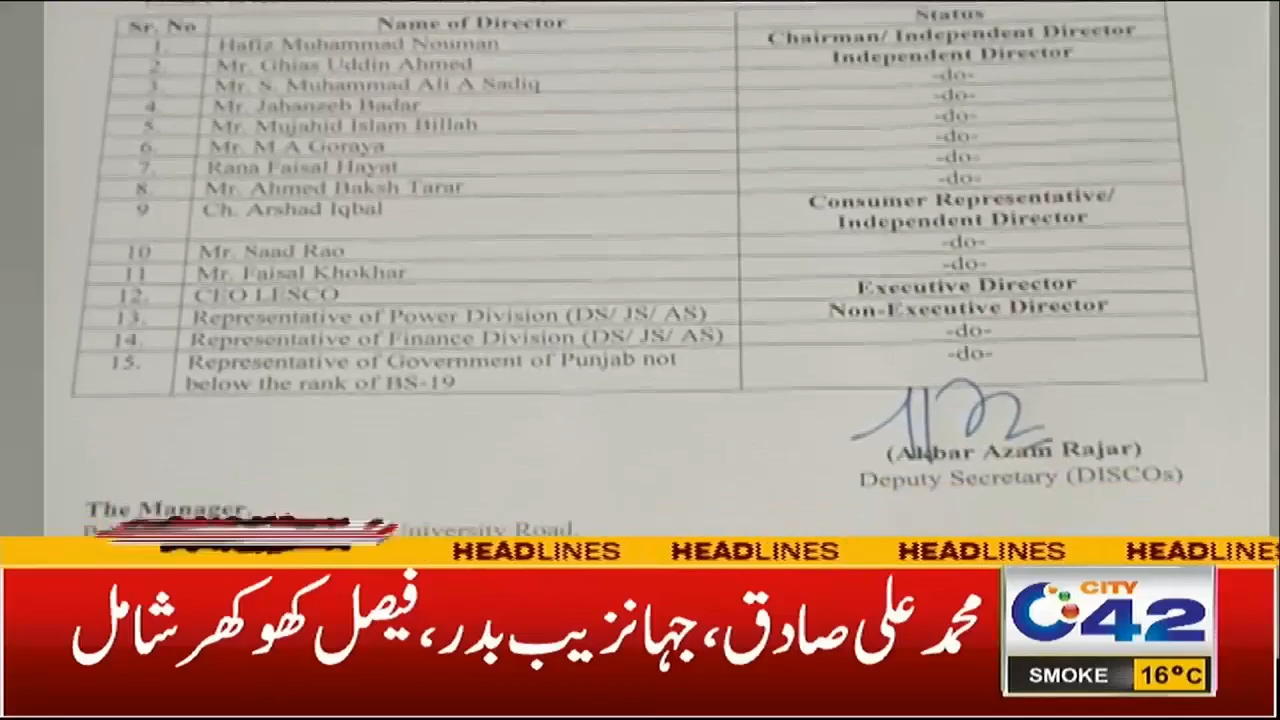 Sr. No Name of Director Status
1. Hafiz Muhammad Nouman Chairman/ Independent Director
2. Mr. Ghias Uddin Ahmed Independent Director
3 Mr. S. Muhammad Ali A Sadiq -do-
4 Mr. Jahanzeb Badar -do-
5. Mr. Mujahid Islam Billah -do-
6. Mr. M A Goraya -do-
7. Rana Faisal Hayat -do-
8. Mr. Ahmed Baksh Tarar -do-
9 Ch. Arshad Iqbal Consumer Representative/
Independent Director
10 Mr. Saad Rao -do-
11 Mr. Faisal Khokhar -do-
12. CEO LESCO Executive Director
13. Representative of Power Division (DS/ JS/ AS) Non-Executive Director
14. Representative of Finance Division (DS/ JS/ AS) -do-
15. Representative of Government of Punjab not -do-
below the rank of BS-19
(Akbar Azam Rajar)
Deputy Secretary (DISCOs)
The Manager,
University Road,
HEADLINES HEADLINES HEADLINES HEADLINES
محمد علی صادق، جہانزیب بدر، فیصل کھوکھر شامل
CITY
42
SMOKE 16°C